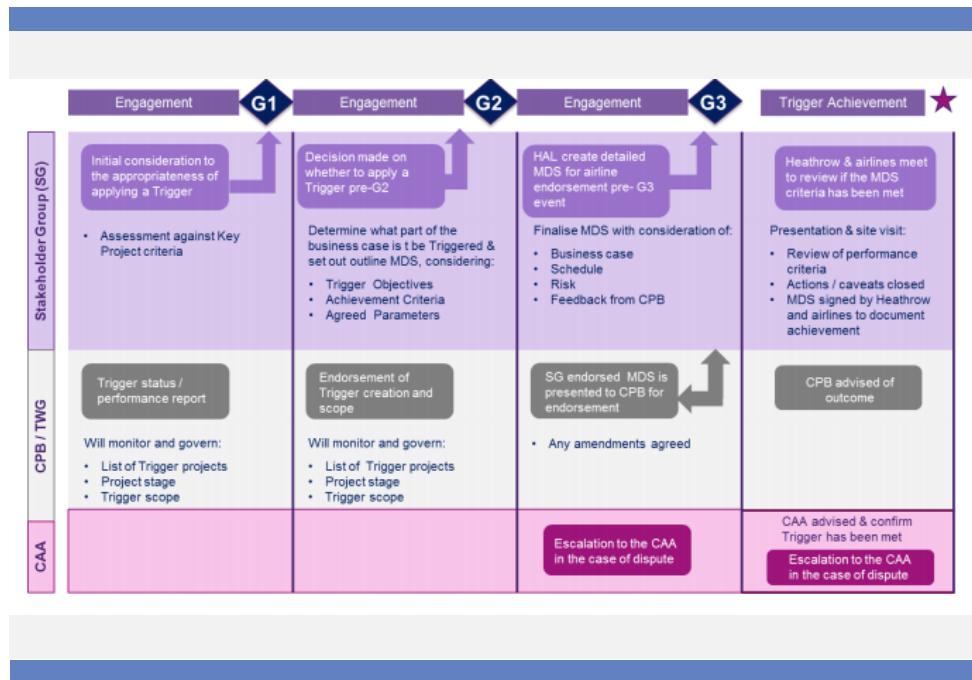 Engagement
G1
Engagement
G2
Engagement
G3
Trigger Achievement
Stakeholder Group (SG)
Initial consideration to
the appropriateness of
applying a Trigger
• Assessment against Key
Project criteria
Decision made on
whether to apply a
Trigger pre-G2
Determine what part of the
business case is t be Triggered &
set out outline MDS, considering:
• Trigger Objectives
• Achievement Criteria
• Agreed Parameters
HAL create detailed
MDS for airline
endorsement pre- G3
event
Finalise MDS with consideration of:
• Business case
• Schedule
• Risk
• Feedback from CPB
Heathrow & airlines meet
to review if the MDS
criteria has been met
Presentation & site visit:
• Review of performance
criteria
• Actions / caveats closed
• MDS signed by Heathrow
and airlines to document
achievement
CPB / TWG
Trigger status /
performance report
Will monitor and govern:
• List of Trigger projects
• Project stage
• Trigger scope
Endorsement of
Trigger creation and
scope
Will monitor and govern:
• List of Trigger projects
• Project stage
• Trigger scope
SG endorsed MDS is
presented to CPB for
endorsement
• Any amendments agreed
CPB advised of
outcome
CAA
Escalation to the CAA
in the case of dispute
CAA advised & confirm
Trigger has been met
Escalation to the CAA
in the case of dispute